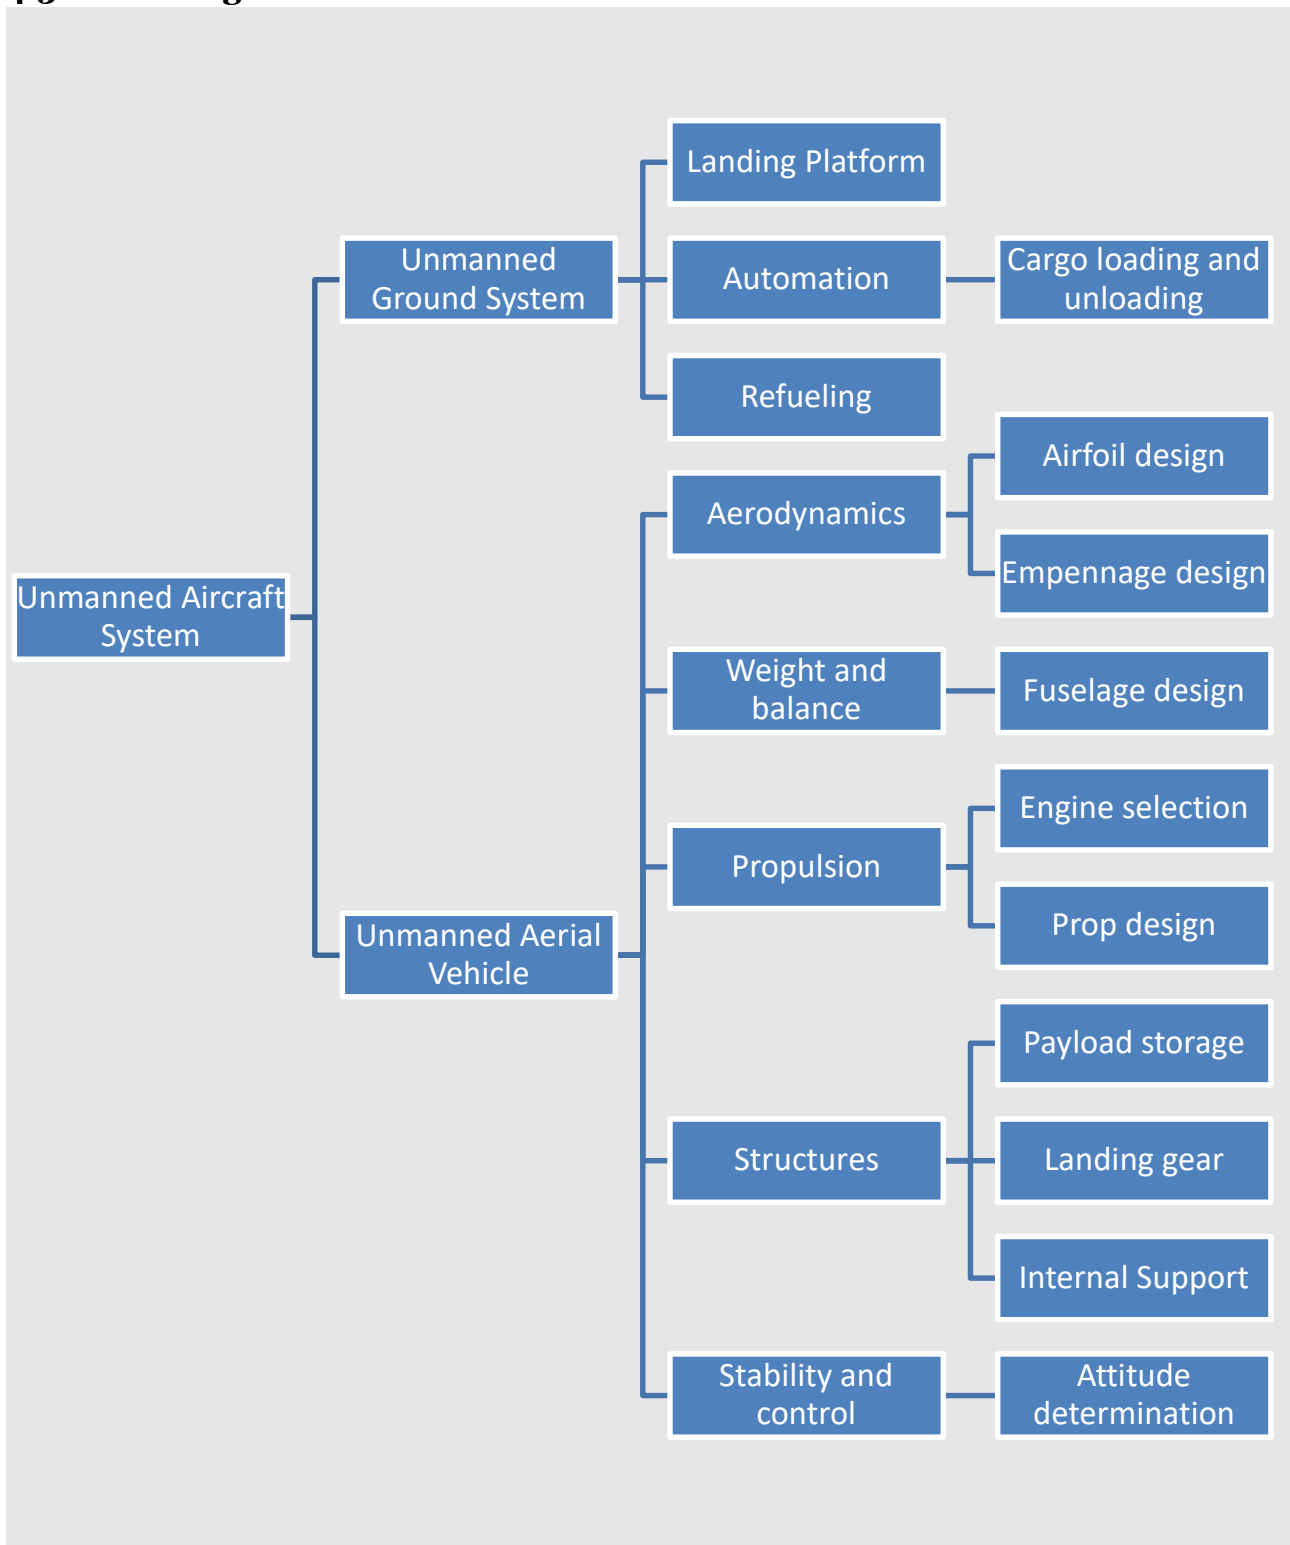 Landing Platform
Unmanned
Ground System
Automation
Cargo loading and
unloading
Refueling
Airfoil design
Aerodynamics
Empennage design
Unmanned Aircraft
System
Weight and
balance
Fuselage design
Engine selection
Propulsion
Prop design
Unmanned Aerial
Vehicle
Payload storage
Structures
Landing gear
Internal Support
Stability and
control
Attitude
determination